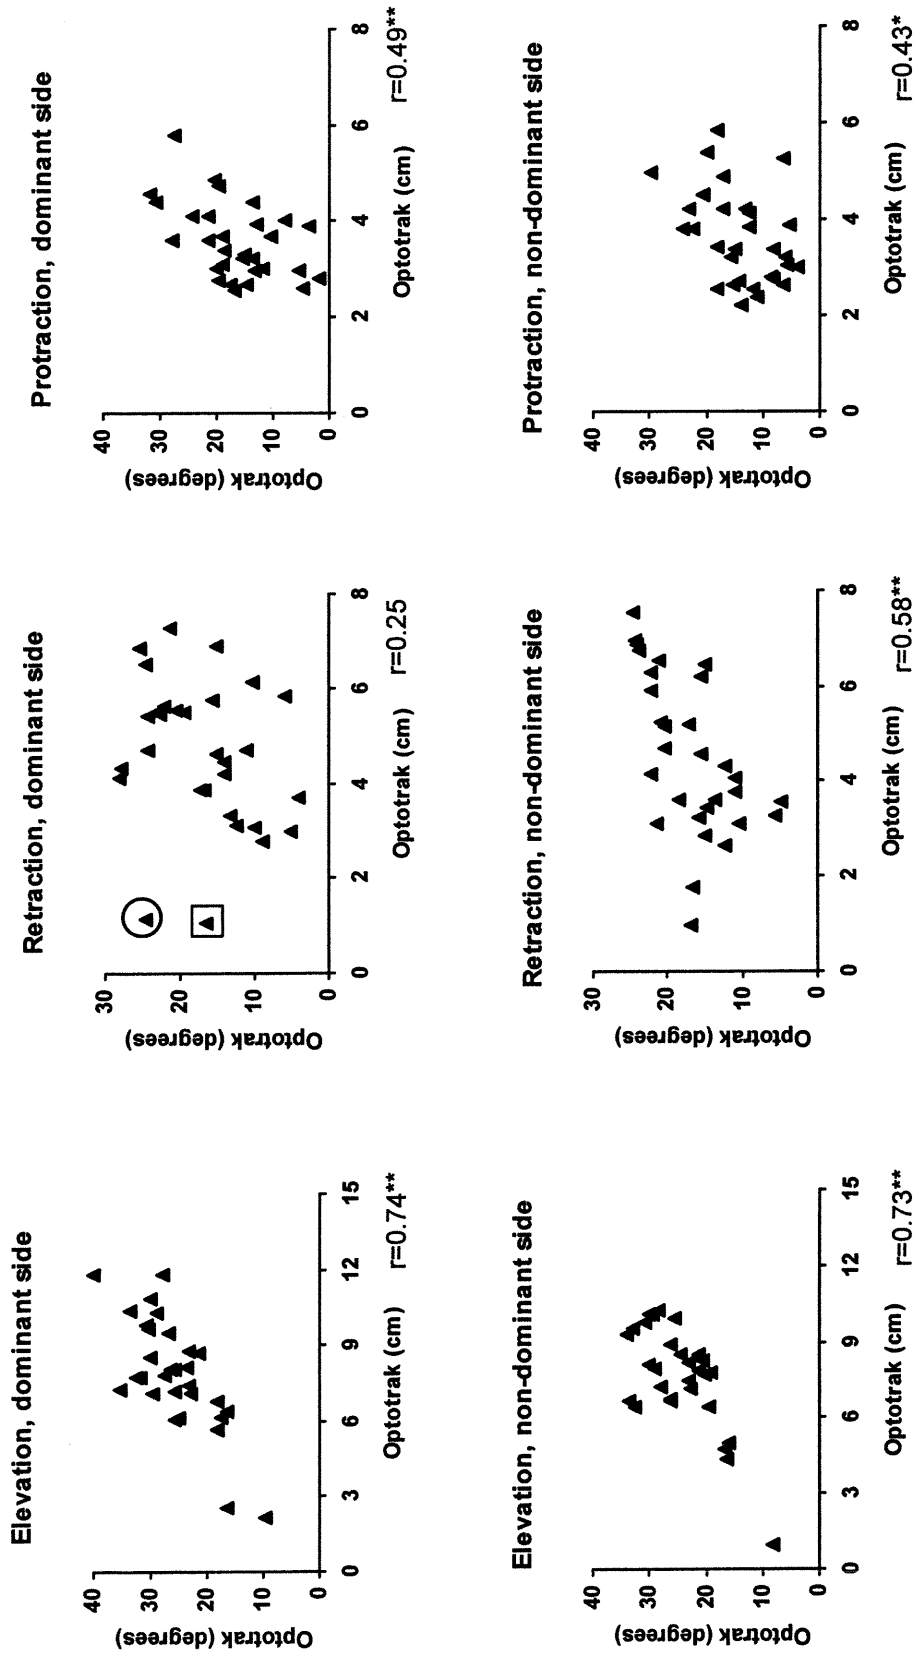 Elevation, dominant side
Optotrak (degrees)
40
30
20
10
0
0
3
6
9
12
15
Optotrak (cm)
r=0.74**
Retraction, dominant side
Optotrak (degrees)
30
20
10
0
0
2
4
6
8
Optotrak (cm)
r=0.25
Protraction, dominant side
Optotrak (degrees)
40
30
20
10
0
0
2
4
6
8
Optotrak (cm)
r=0.49**
Elevation, non-dominant side
Optotrak (degrees)
40
30
20
10
0
0
3
6
9
12
15
Optotrak (cm)
r=0.73**
Retraction, non-dominant side
Optotrak (degrees)
30
20
10
0
0
2
4
6
8
Optotrak (cm)
r=0.58**
Protraction, non-dominant side
Optotrak (degrees)
40
30
20
10
0
0
2
4
6
8
Optotrak (cm)
r=0.43*